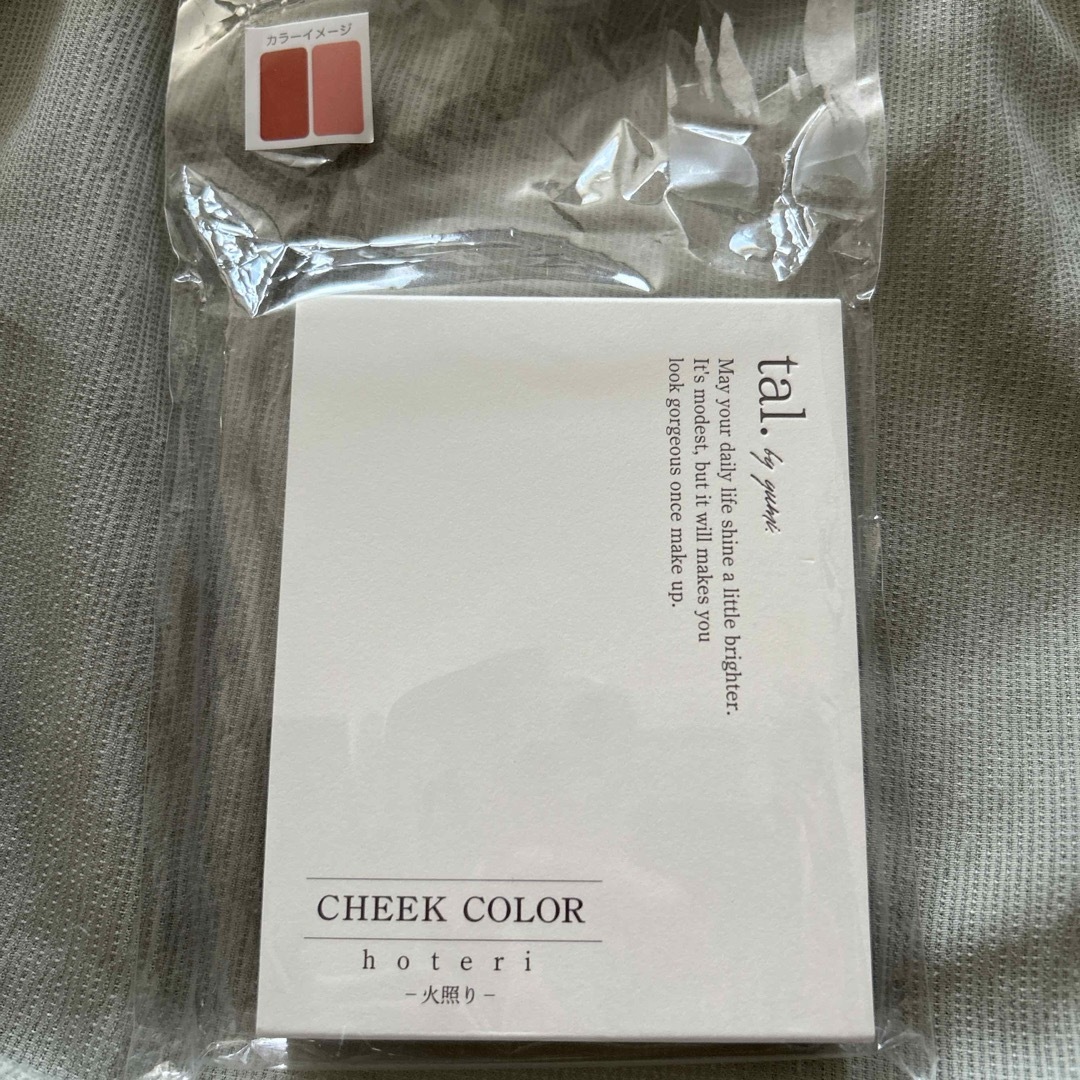 カラーイメージ
tal. by yumi.
May your daily life shine a little brighter.
It's modest, but it will makes you
look gorgeous once make up.
CHEEK COLOR
hoteri
－火照り－